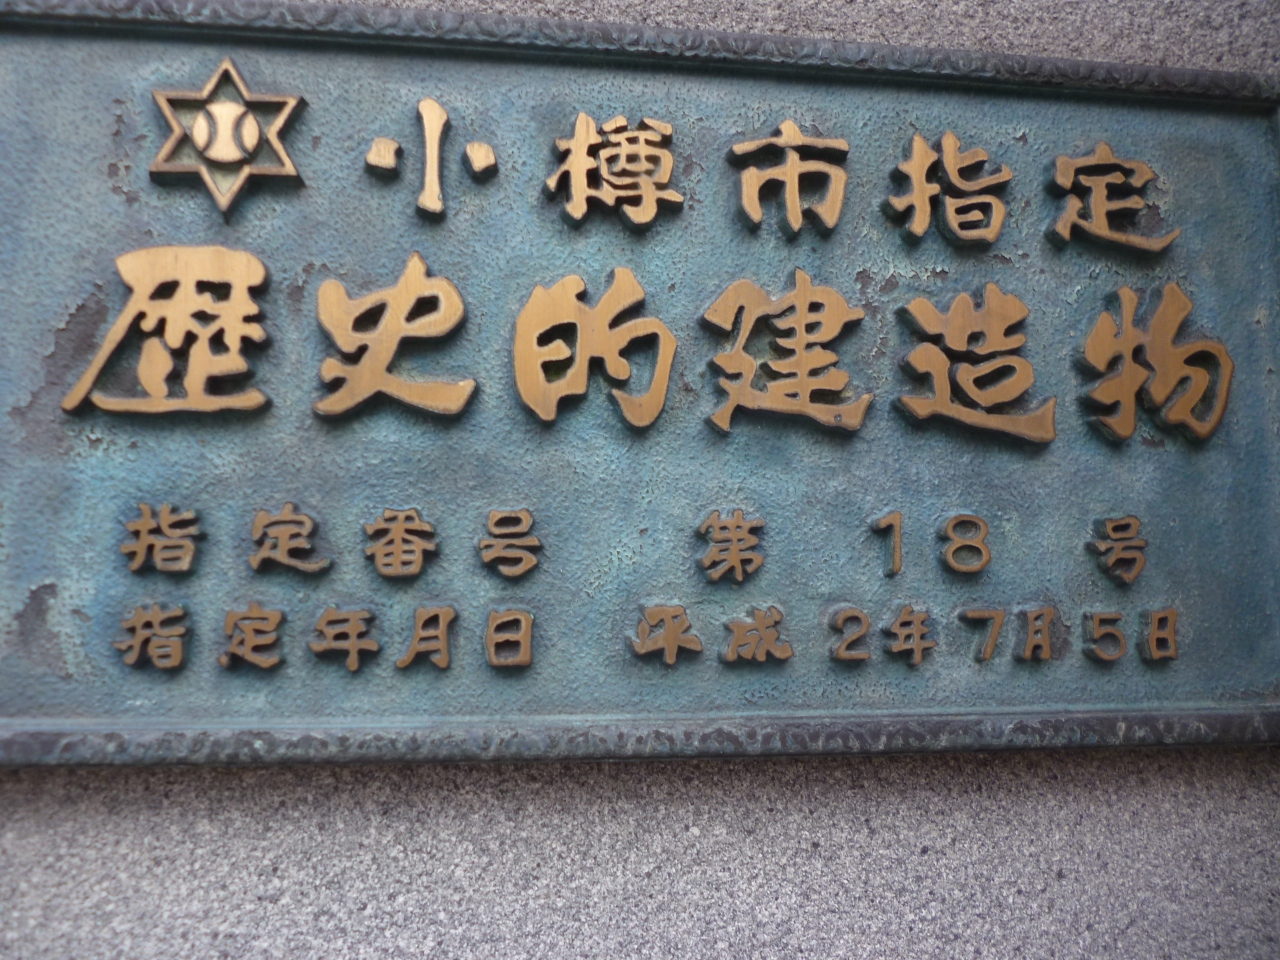 小樽市指定
歴史的建造物
指定番号 第18号
指定年月日 平成2年7月5日